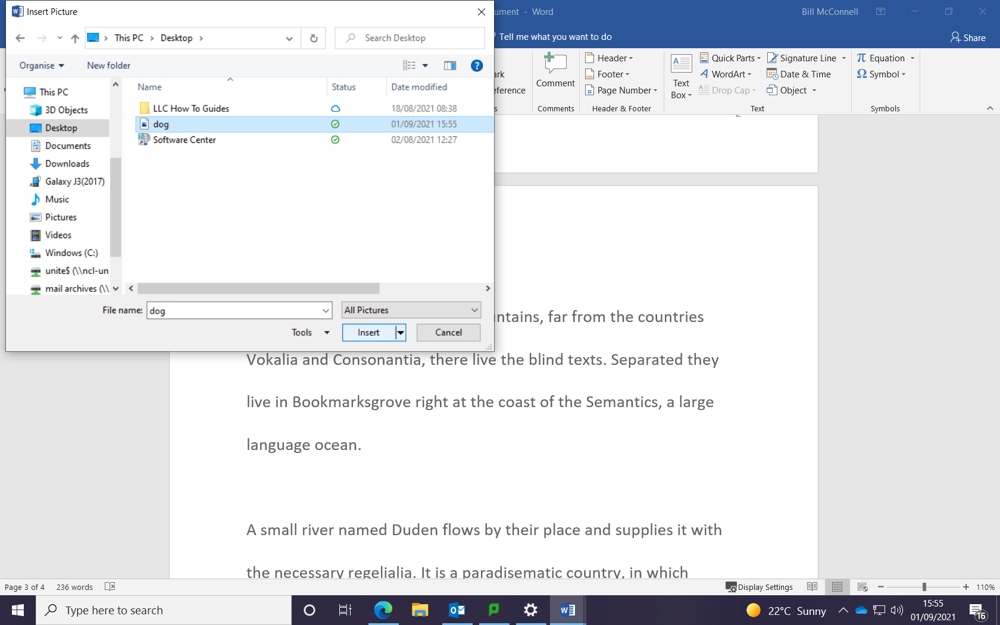 Insert Picture
ument - Word
Bill McConnell
This PC
Desktop
Search Desktop
Tell me what you want to do
Share
Organise
New folder
Comment
Header
Footer
Page Number
Text
Box
Quick Parts
WordArt
Drop Cap
Signature Line
Date & Time
Object
Equation
Symbol
ark
eference
s
Comments
Header & Footer
Text
Symbols
This PC
3D Objects
Desktop
Documents
Downloads
Galaxy J3(2017)
Music
Pictures
Videos
Windows (C:)
unite$ (\\ncl-un
mail archives (\\
Name Status Date modified
LLC How To Guides 18/08/2021 08:38
dog 01/09/2021 15:55
Software Center 02/08/2021 12:27
File name: dog All Pictures
Tools Insert Cancel
ntains, far from the countries
Vokalia and Consonantia, there live the blind texts. Separated they
live in Bookmarksgrove right at the coast of the Semantics, a large
language ocean.
A small river named Duden flows by their place and supplies it with
the necessary regelialia. It is a paradisematic country, in which
Page 3 of 4 236 words Display Settings 110%
Type here to search
22°C Sunny
15:55
01/09/2021
16